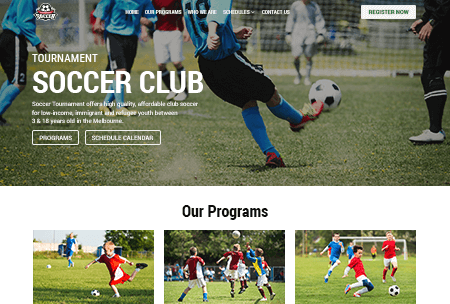 SOCCER
HOME OUR PROGRAMS WHO WE ARE SCHEDULES CONTACT US
REGISTER NOW
TOURNAMENT
SOCCER CLUB
Soccer Tournament offers high quality, affordable club soccer
for low-income, immigrant and refugee youth between
3 & 18 years old in the Melbourne.
PROGRAMS SCHEDULE CALENDAR
Our Programs